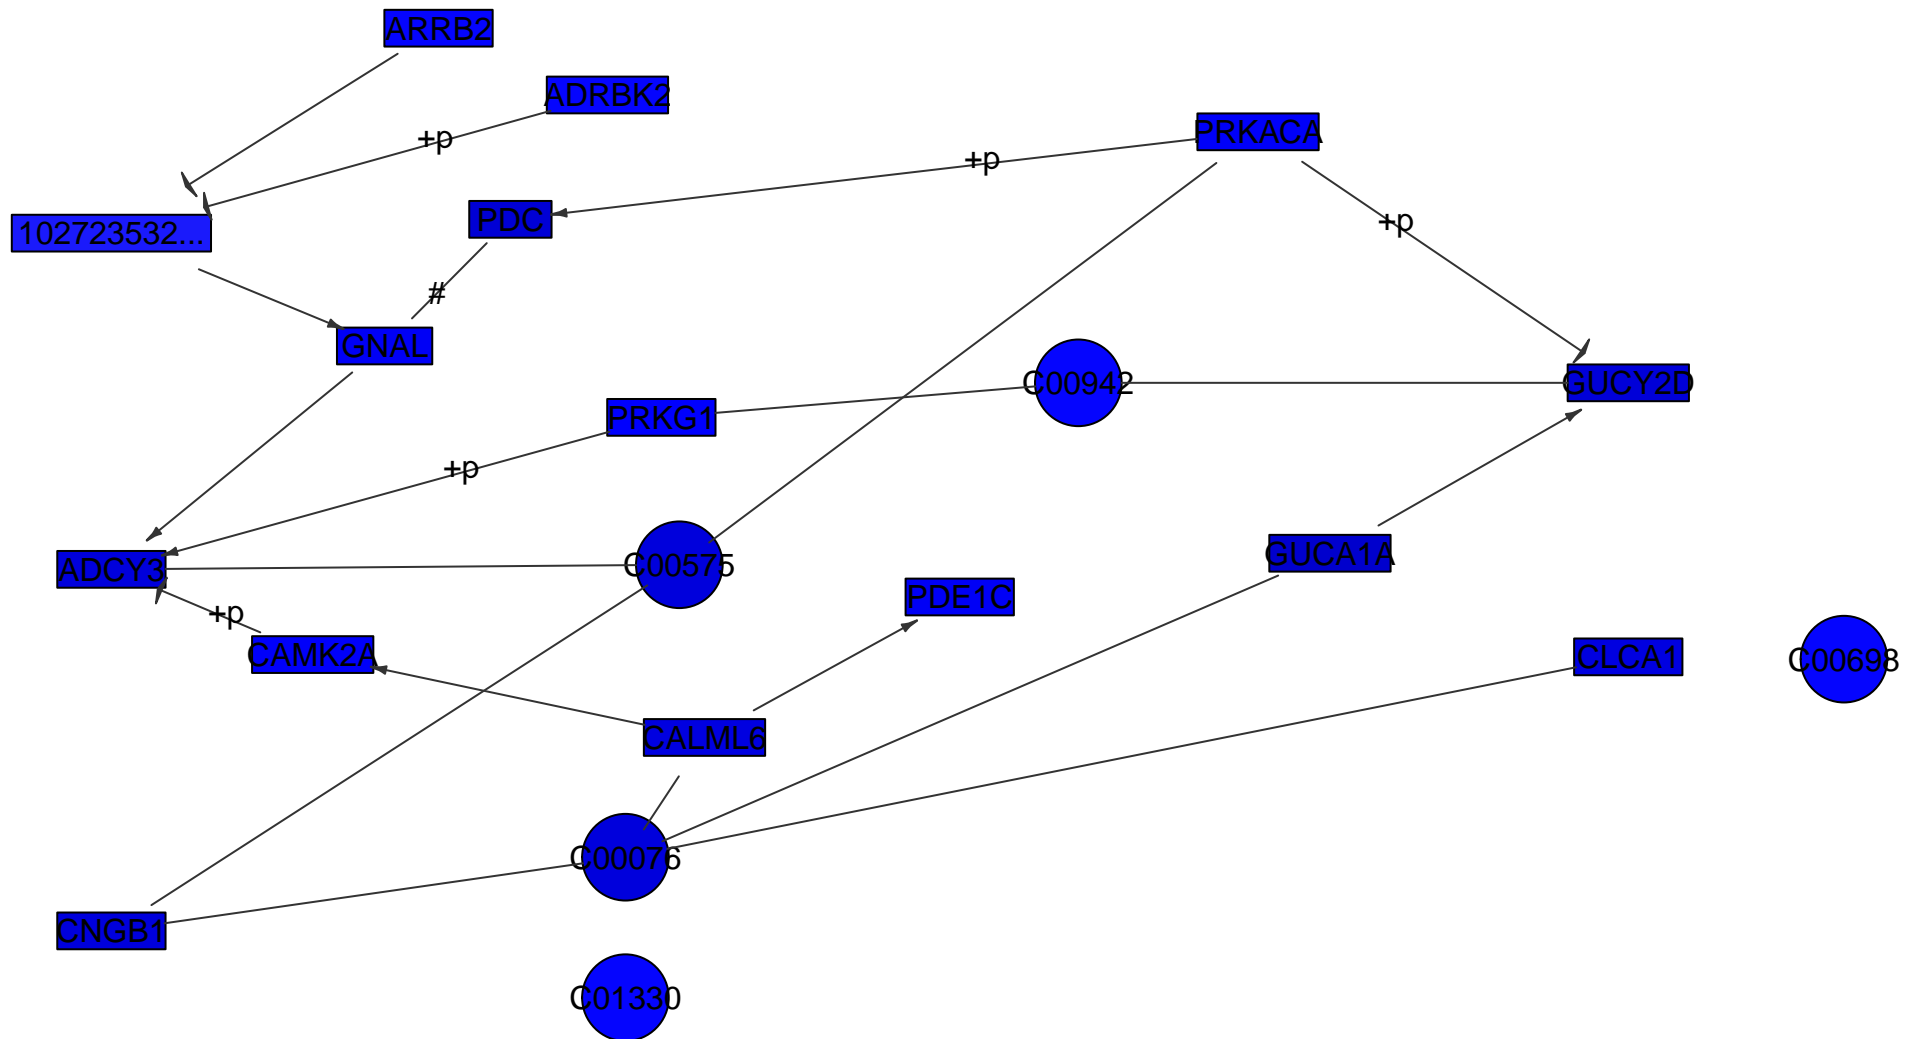 ARRB2
ADRBK2
PRKACA
+p
+p
102723532...
PDC
+p
#
GNAL
C00942
GUCY2D
PRKG1
+p
ADCY3
C00575
GUCA1A
PDE1C
+p
CAMK2A
CLCA1
C00698
CALML6
C00076
CNGB1
C01330